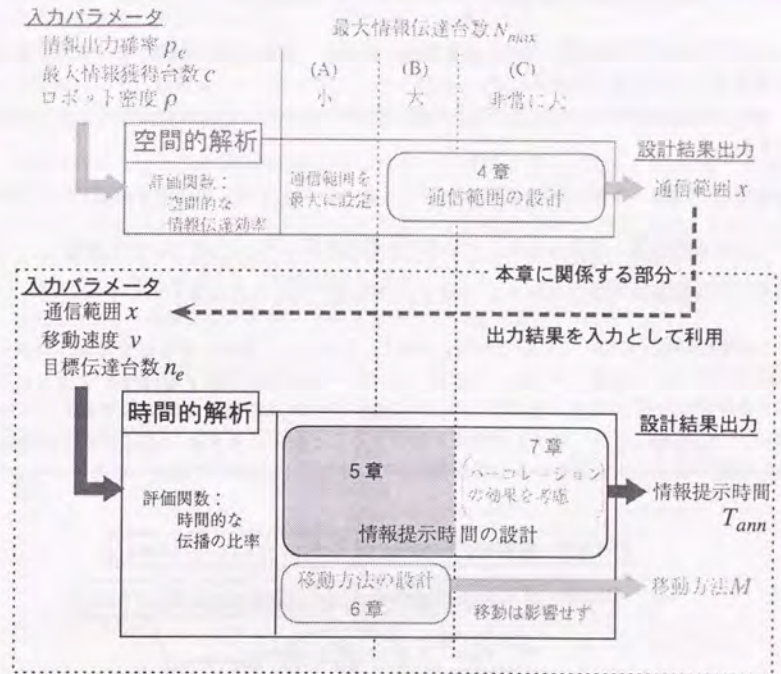 入力パラメータ
情報出力確率 pc
最大情報獲得台数 c
ロボット密度 ρ
最大情報伝達台数 Nmax
(A) (B) (C)
小 大 非常に大
空間的解析
評価関数:
空間的な
情報伝達効率
通信範囲を
最大に設定
4章
通信範囲の設計
設計結果出力
通信範囲 x
本章に関係する部分
出力結果を入力として利用
入力パラメータ
通信範囲 x
移動速度 v
目標伝達台数 ne
時間的解析
評価関数:
時間的な
伝播の比率
5章
7章
パーコレーション
の効果を考慮
情報提示時間の設計
移動方法の設計
6章
移動は影響せず
設計結果出力
情報提示時間
Tann
移動方法M